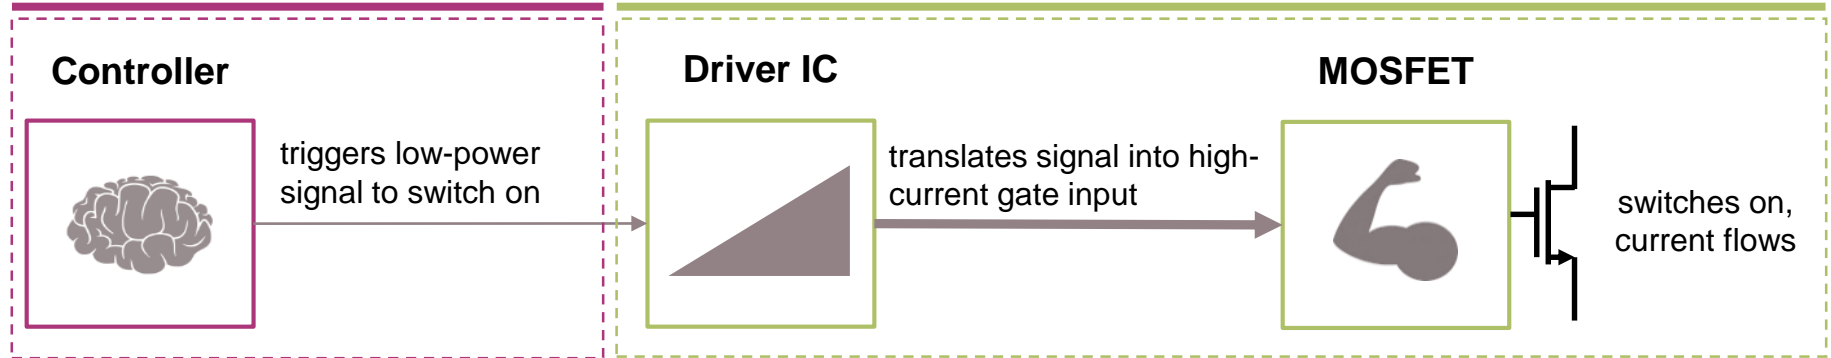 Controller
triggers low-power
signal to switch on
Driver IC
translates signal into high-
current gate input
MOSFET
switches on,
current flows